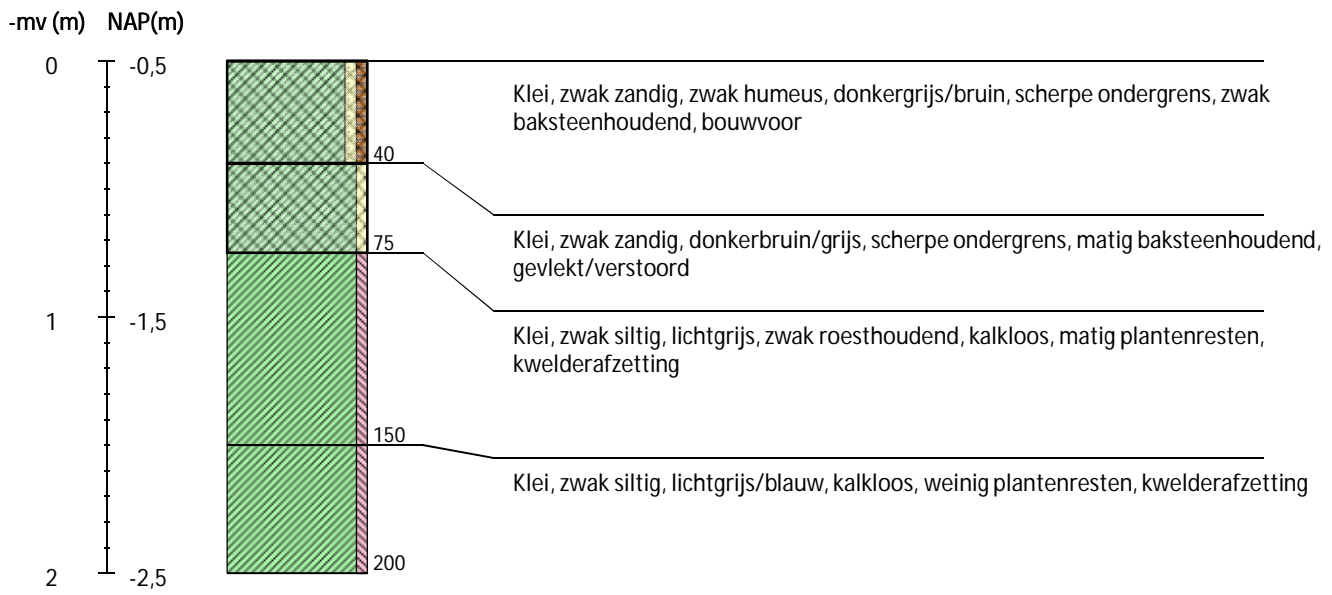 -mv (m) NAP(m)
0 -0,5
Klei, zwak zandig, zwak humeus, donkergrijs/bruin, scherpe ondergrens, zwak
baksteenhoudend, bouwvoor
40
Klei, zwak zandig, donkerbruin/grijs, scherpe ondergrens, matig baksteenhoudend,
gevlekt/verstoord
75
1 -1,5
Klei, zwak siltig, lichtgrijs, zwak roesthoudend, kalkloos, matig plantenresten,
kwelderafzetting
150
Klei, zwak siltig, lichtgrijs/blauw, kalkloos, weinig plantenresten, kwelderafzetting
200
2 -2,5